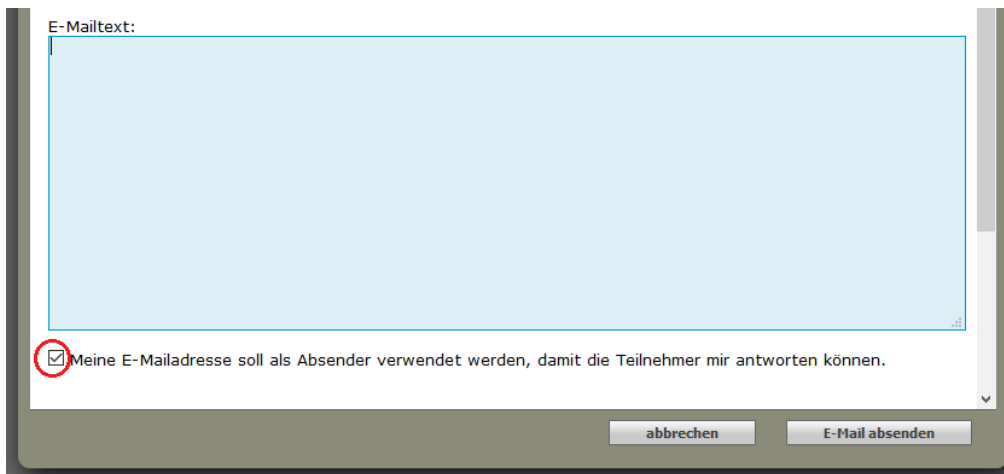 E-Mailtext:
Meine E-Mailadresse soll als Absender verwendet werden, damit die Teilnehmer mir antworten können.
abbrechen
E-Mail absenden